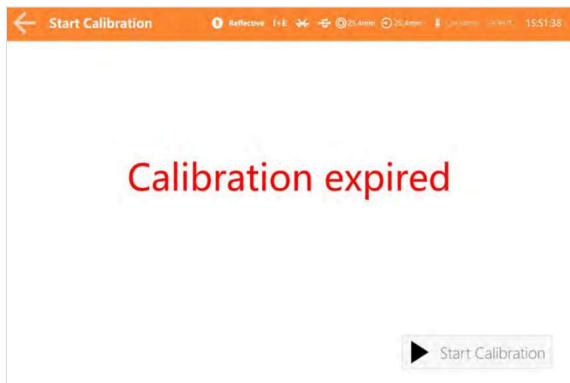 Start Calibration
Reflective I+E 25.4mm 25.4mm 15:51:38
Calibration expired
Start Calibration